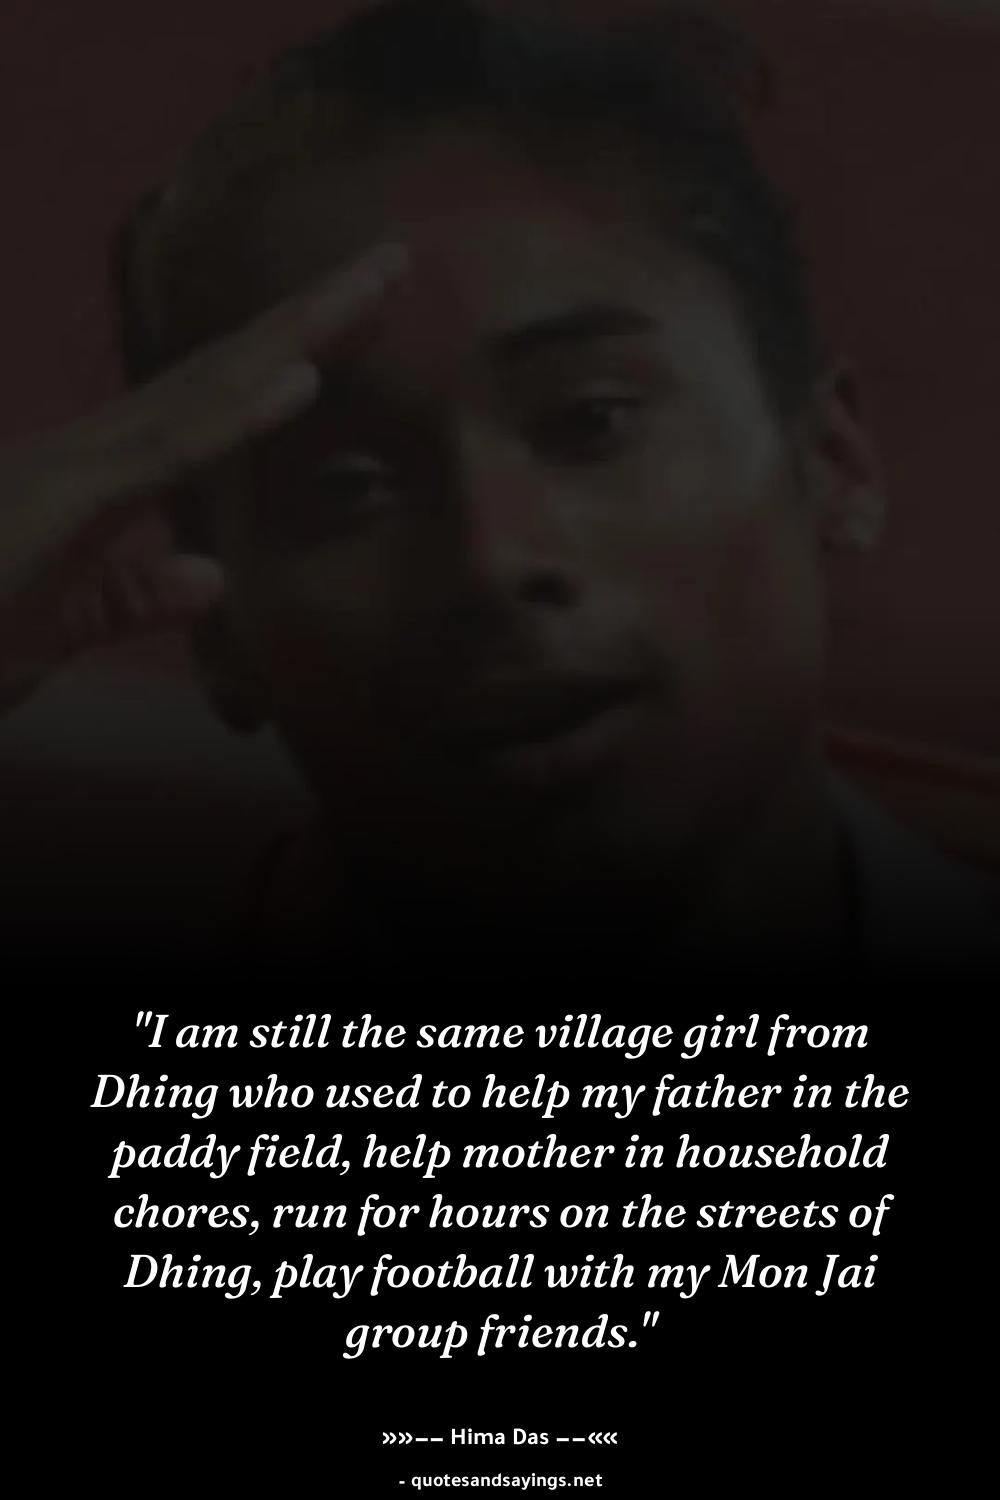 "I am still the same village girl from
Dhing who used to help my father in the
paddy field, help mother in household
chores, run for hours on the streets of
Dhing, play football with my Mon Jai
group friends."
»»–– Hima Das ––««
- quotesandsayings.net